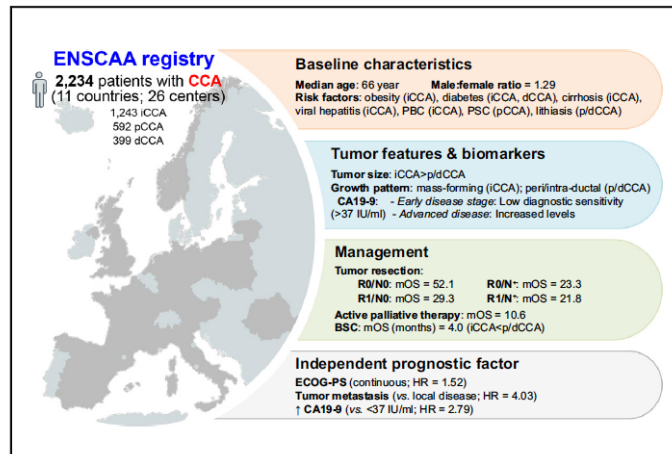 ENSCAA registry
2,234 patients with CCA
(11 countries; 26 centers)
1,243 iCCA
592 pCCA
399 dCCA
Baseline characteristics
Median age: 66 year Male:female ratio = 1.29
Risk factors: obesity (iCCA), diabetes (iCCA, dCCA), cirrhosis (iCCA),
viral hepatitis (iCCA), PBC (iCCA), PSC (pCCA), lithiasis (p/dCCA)
Tumor features & biomarkers
Tumor size: iCCA>p/dCCA
Growth pattern: mass-forming (iCCA); peri/intra-ductal (p/dCCA)
CA19-9: - Early disease stage: Low diagnostic sensitivity
(>37 IU/ml) - Advanced disease: Increased levels
Management
Tumor resection:
R0/N0: mOS = 52.1 R0/N⁺: mOS = 23.3
R1/N0: mOS = 29.3 R1/N⁺: mOS = 21.8
Active palliative therapy: mOS = 10.6
BSC: mOS (months) = 4.0 (iCCA<p/dCCA)
Independent prognostic factor
ECOG-PS (continuous; HR = 1.52)
Tumor metastasis (vs. local disease; HR = 4.03)
↑ CA19-9 (vs. <37 IU/ml; HR = 2.79)